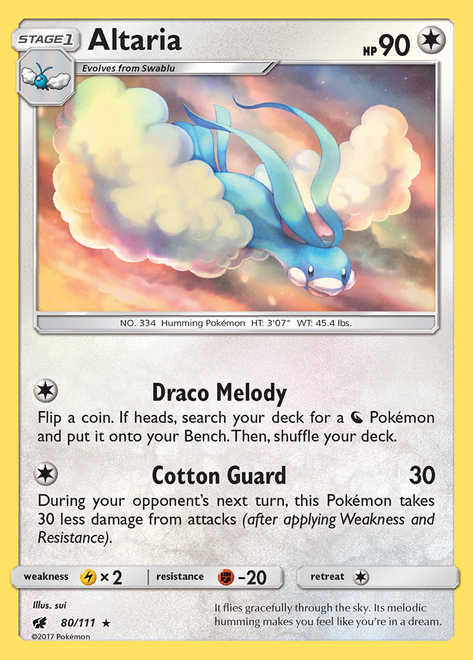 STAGE 1 Altaria HP 90
Evolves from Swablu
NO. 334 Humming Pokémon HT: 3'07" WT: 45.4 lbs.
Draco Melody
Flip a coin. If heads, search your deck for a Pokémon
and put it onto your Bench. Then, shuffle your deck.
Cotton Guard 30
During your opponent's next turn, this Pokémon takes
30 less damage from attacks (after applying Weakness and
Resistance).
weakness × 2 resistance -20 retreat
Illus. sui
80/111
©2017 Pokémon
It flies gracefully through the sky. Its melodic
humming makes you feel like you're in a dream.